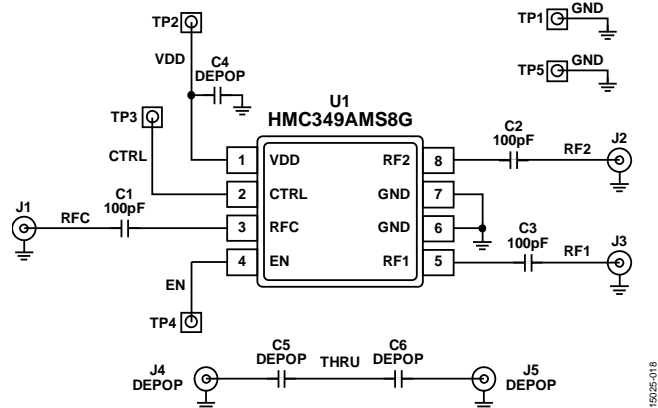 TP2
TP1
GND
VDD
C4
DEPOP
TP5
GND
U1
HMC349AMS8G
TP3
CTRL
C2
100pF
RF2
J2
1
VDD
RF2
8
2
CTRL
GND
7
J1
RFC
C1
100pF
3
RFC
GND
6
C3
100pF
RF1
J3
4
EN
RF1
5
EN
TP4
J4
DEPOP
C5
DEPOP
THRU
C6
DEPOP
J5
DEPOP
15025-018